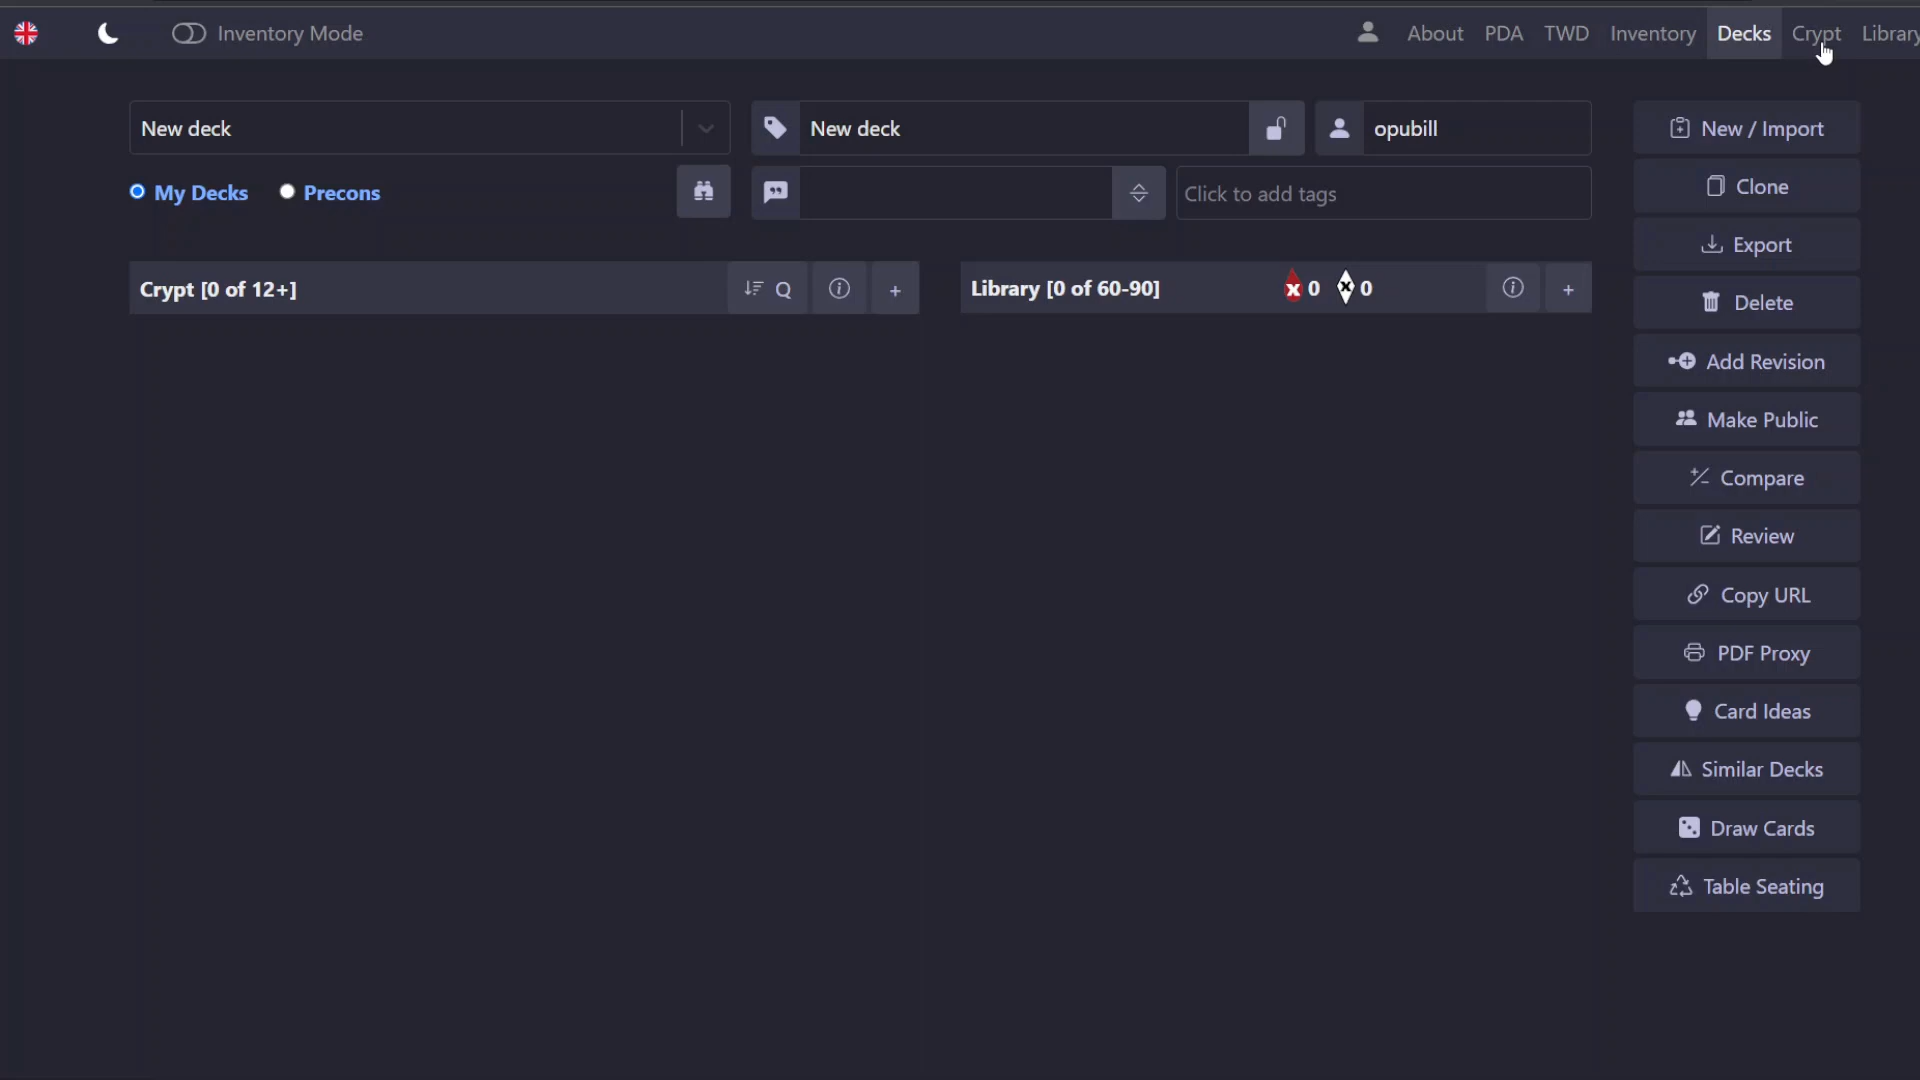 Inventory Mode
About PDA TWD Inventory Decks Crypt Library
New deck
New deck
opubill
New / Import
My Decks Precons
Click to add tags
Clone
Export
Crypt [0 of 12+]
Q
+
Library [0 of 60-90]
X 0 X 0
+
Delete
Add Revision
Make Public
Compare
Review
Copy URL
PDF Proxy
Card Ideas
Similar Decks
Draw Cards
Table Seating